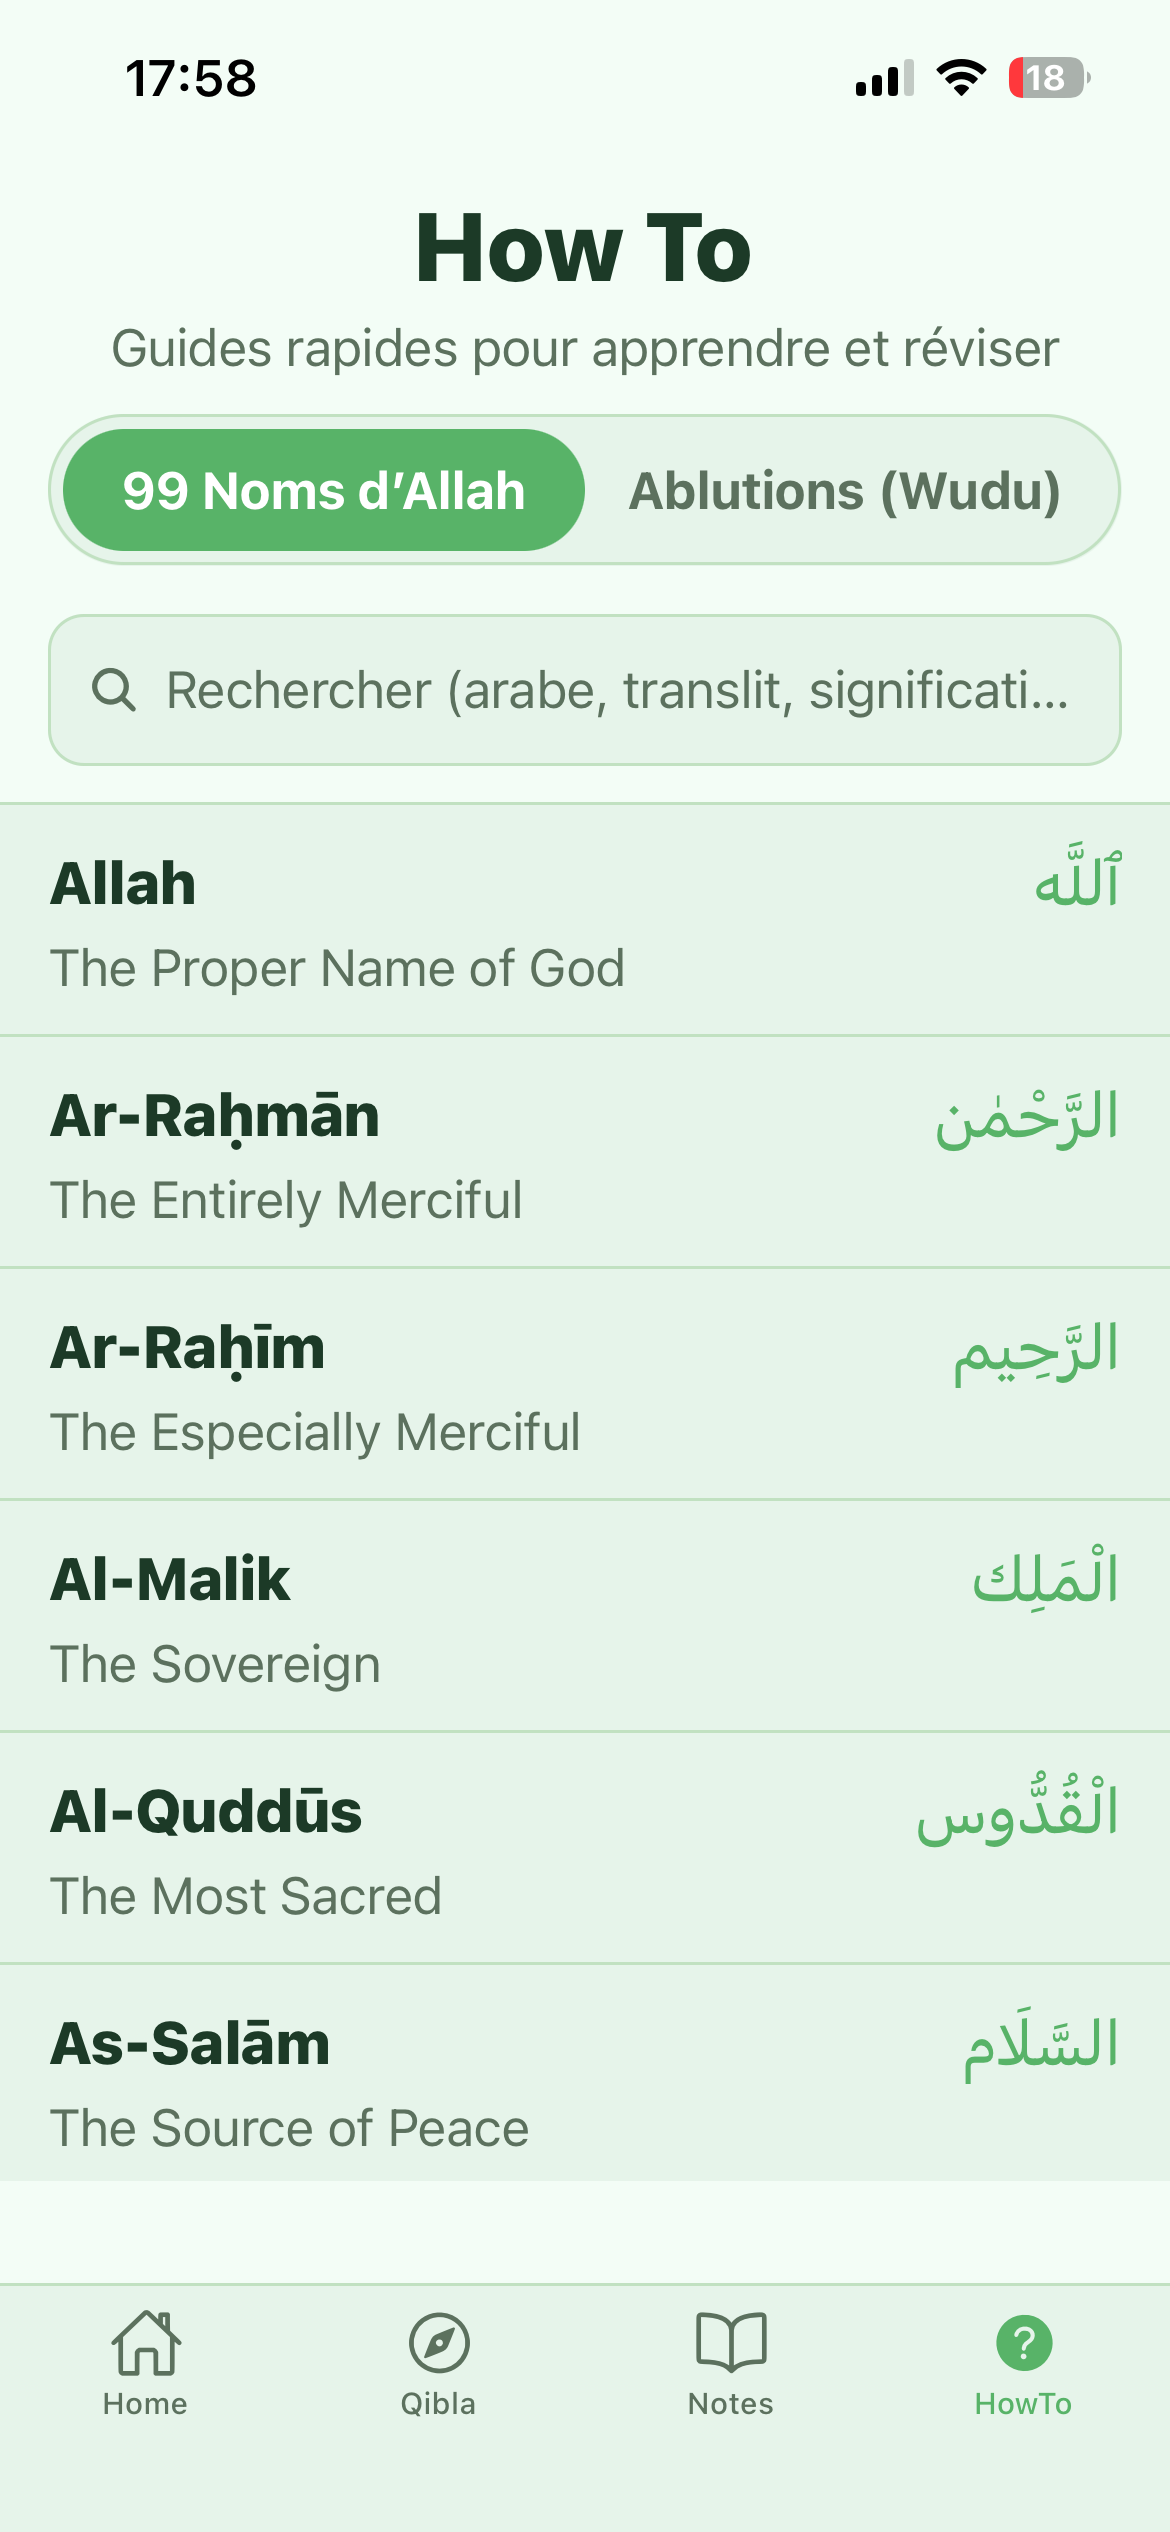 17:58
18
How To
Guides rapides pour apprendre et réviser
99 Noms d’Allah
Ablutions (Wudu)
Rechercher (arabe, translit, significati...
Allah
ٱللَّه
The Proper Name of God
Ar-Raḥmān
الرَّحْمٰن
The Entirely Merciful
Ar-Raḥīm
الرَّحِيم
The Especially Merciful
Al-Malik
الْمَلِك
The Sovereign
Al-Quddūs
الْقُدُّوس
The Most Sacred
As-Salām
السَّلَام
The Source of Peace
Home
Qibla
Notes
HowTo